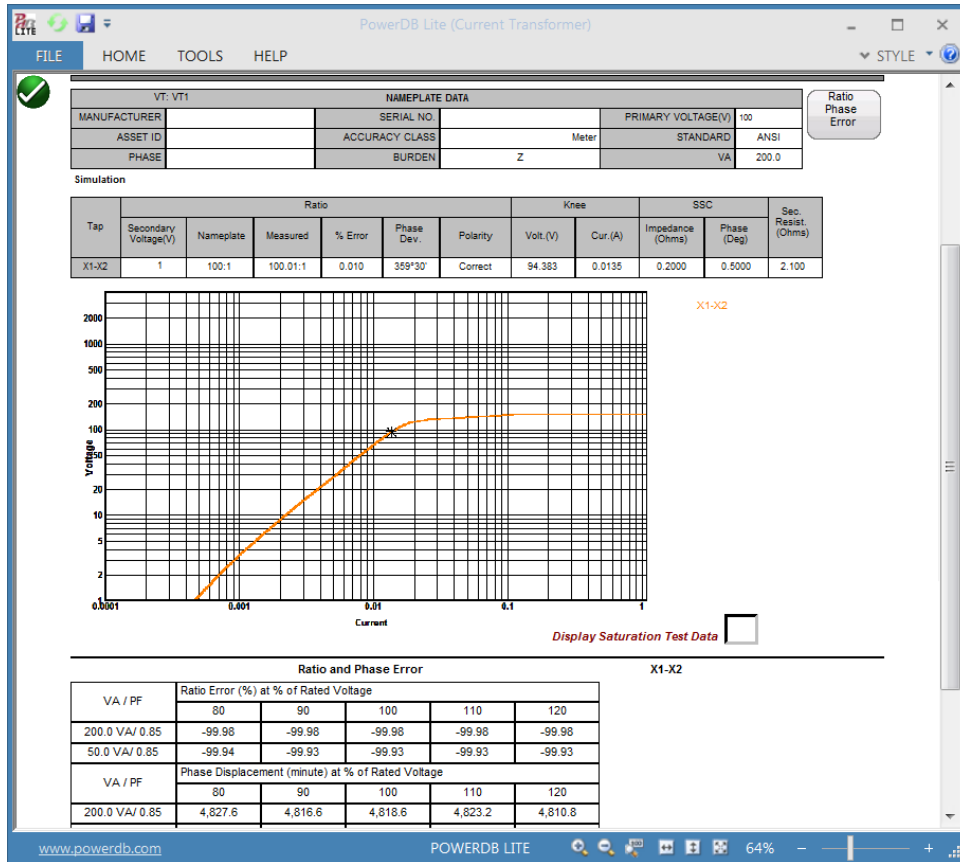 PowerDB Lite (Current Transformer)
LITE
FILE HOME TOOLS HELP STYLE
VT: VT1 NAMEPLATE DATA
MANUFACTURER SERIAL NO. PRIMARY VOLTAGE(V) 100
ASSET ID ACCURACY CLASS Meter STANDARD ANSI
PHASE BURDEN Z VA 200.0
Ratio
Phase
Error
Simulation
Tap Ratio Knee SSC Sec. Resist. (Ohms)
Secondary Voltage(V) Nameplate Measured % Error Phase Dev. Polarity Volt.(V) Cur.(A) Impedance (Ohms) Phase (Deg)
X1-X2 1 100:1 100.01:1 0.010 359°30' Correct 94.383 0.0135 0.2000 0.5000 2.100
X1-X2
2000
1000
500
200
100
50
20
10
5
2
1
Voltage
0.0001 0.001 0.01 0.1 1
Current
Display Saturation Test Data
Ratio and Phase Error X1-X2
VA / PF Ratio Error (%) at % of Rated Voltage
80 90 100 110 120
200.0 VA/ 0.85 -99.98 -99.98 -99.98 -99.98 -99.98
50.0 VA/ 0.85 -99.94 -99.93 -99.93 -99.93 -99.93
VA / PF Phase Displacement (minute) at % of Rated Voltage
80 90 100 110 120
200.0 VA/ 0.85 4,827.6 4,816.6 4,818.6 4,823.2 4,810.8
www.powerdb.com POWERDB LITE 64%